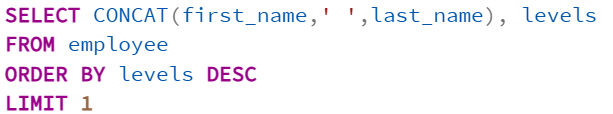 SELECT CONCAT(first_name,' ',last_name), levels
FROM employee
ORDER BY levels DESC
LIMIT 1